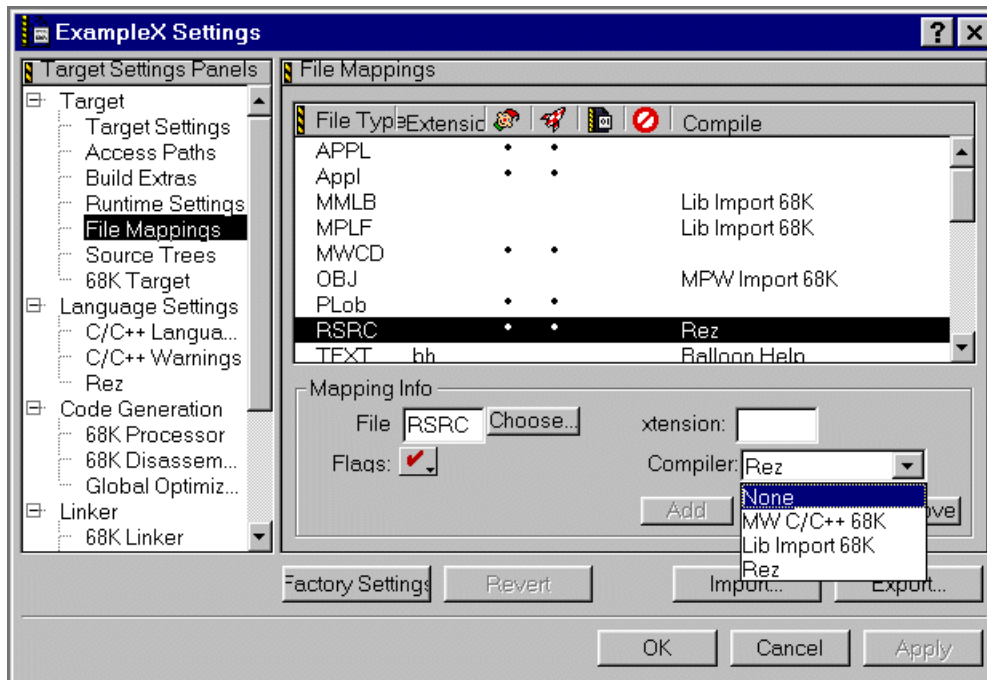 ExampleX Settings
Target Settings Panels
Target
Target Settings
Access Paths
Build Extras
Runtime Settings
File Mappings
Source Trees
68K Target
Language Settings
C/C++ Langua...
C/C++ Warnings
Rez
Code Generation
68K Processor
68K Disassem...
Global Optimiz...
Linker
68K Linker
File Mappings
File Type Extensic Compile
APPL
Appl
MMLB Lib Import 68K
MPLF Lib Import 68K
MWCD
OBJ MPW Import 68K
PLob
RSRC Rez
TEXT bh Balloon Help
Mapping Info
File RSRC Choose... xtension:
Flags: Compiler: Rez
None
MW C/C++ 68K
Lib Import 68K
Rez
Add ove
Factory Settings Revert Import... Export...
OK Cancel Apply